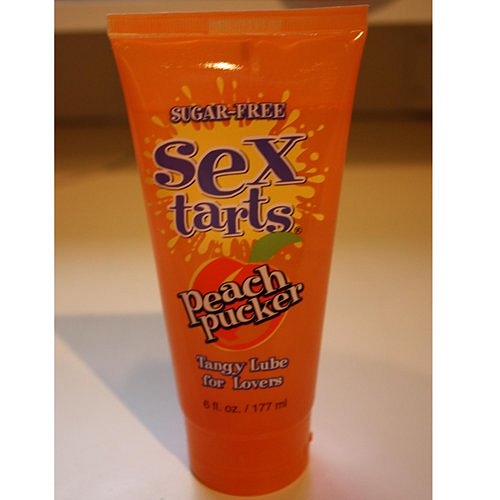 SUGAR-FREE
sex
tarts®
peach
pucker
Tangy Lube
for Lovers
6 fl. oz. / 177 ml